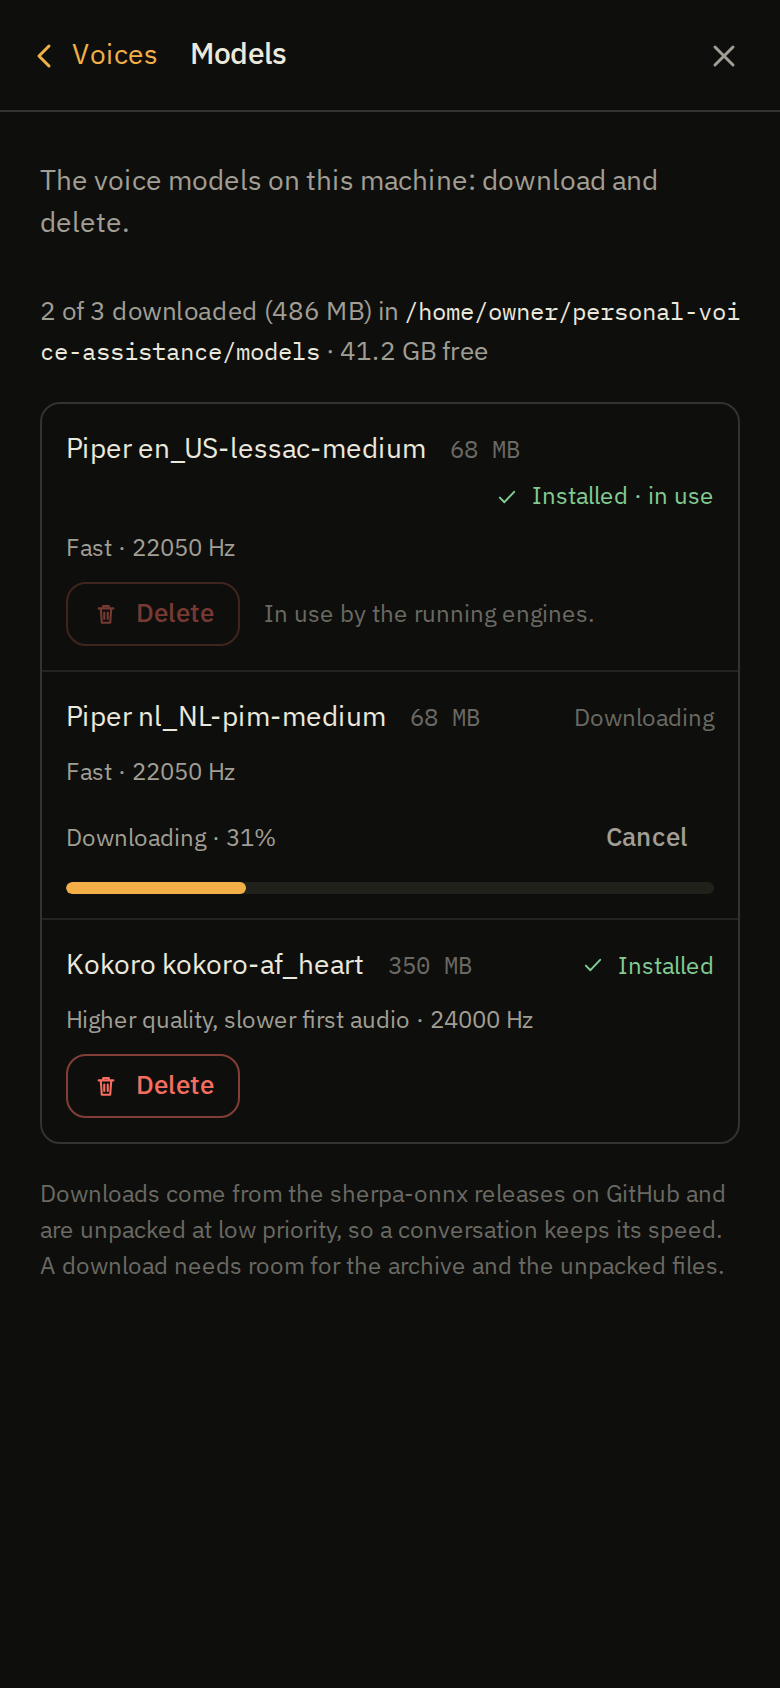 Voices Models
The voice models on this machine: download and
delete.
2 of 3 downloaded (486 MB) in /home/owner/personal-voi
ce-assistance/models · 41.2 GB free
Piper en_US-lessac-medium 68 MB
Installed · in use
Fast · 22050 Hz
Delete In use by the running engines.
Piper nl_NL-pim-medium 68 MB Downloading
Fast · 22050 Hz
Downloading · 31% Cancel
Kokoro kokoro-af_heart 350 MB Installed
Higher quality, slower first audio · 24000 Hz
Delete
Downloads come from the sherpa-onnx releases on GitHub and
are unpacked at low priority, so a conversation keeps its speed.
A download needs room for the archive and the unpacked files.